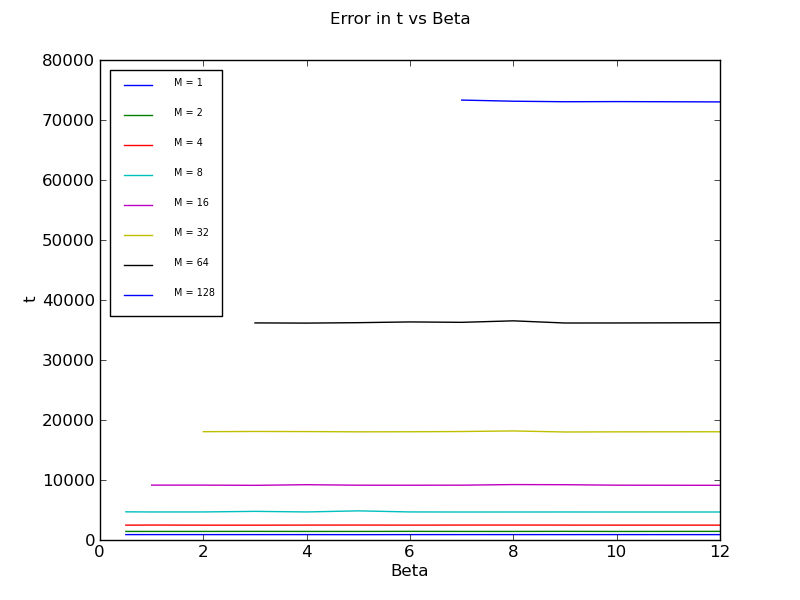 Error in t vs Beta
80000
70000
60000
50000
40000
30000
20000
10000
0
t
M = 1
M = 2
M = 4
M = 8
M = 16
M = 32
M = 64
M = 128
0 2 4 6 8 10 12
Beta